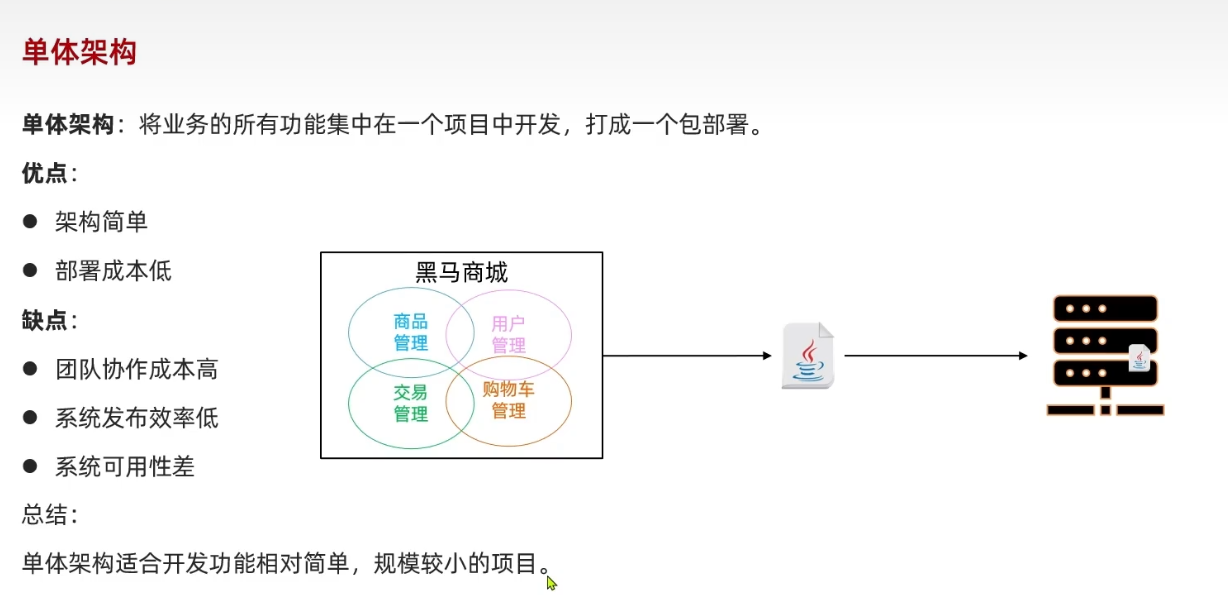 单体架构
单体架构：将业务的所有功能集中在一个项目中开发，打成一个包部署。
优点：
● 架构简单
● 部署成本低
缺点：
● 团队协作成本高
● 系统发布效率低
● 系统可用性差
总结：
单体架构适合开发功能相对简单，规模较小的项目。
黑马商城
商品
管理
用户
管理
交易
管理
购物车
管理